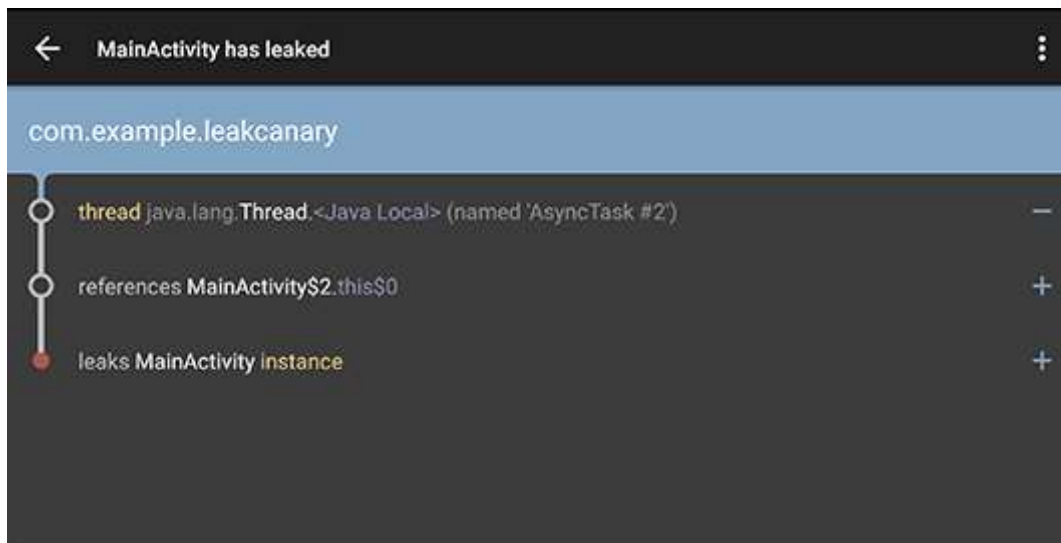 MainActivity has leaked
com.example.leakcanary
thread java.lang.Thread.<Java Local> (named 'AsyncTask #2')
references MainActivity$2.this$0
leaks MainActivity instance